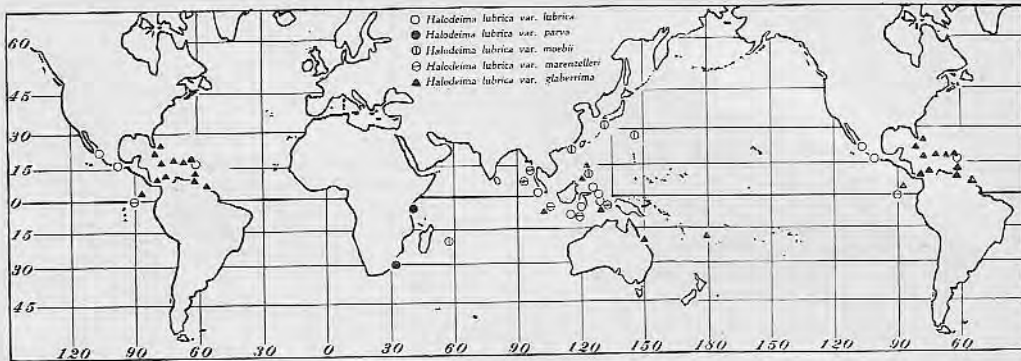 Halodeima lubrica var. lubrica
Halodeima lubrica var. parva
Halodeima lubrica var. moebii
Halodeima lubrica var. marenzelleri
Halodeima lubrica var. glaberrima
60
45
30
15
0
15
30
45
120 90 60 30 0 30 60 90 120 150 180 150 120 90 60